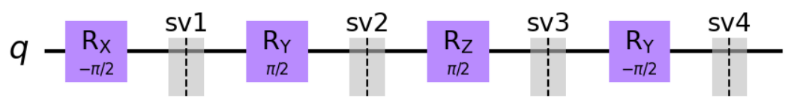 sv1 sv2 sv3 sv4
q R_X R_Y R_Z R_Y
−π/2 π/2 π/2 −π/2